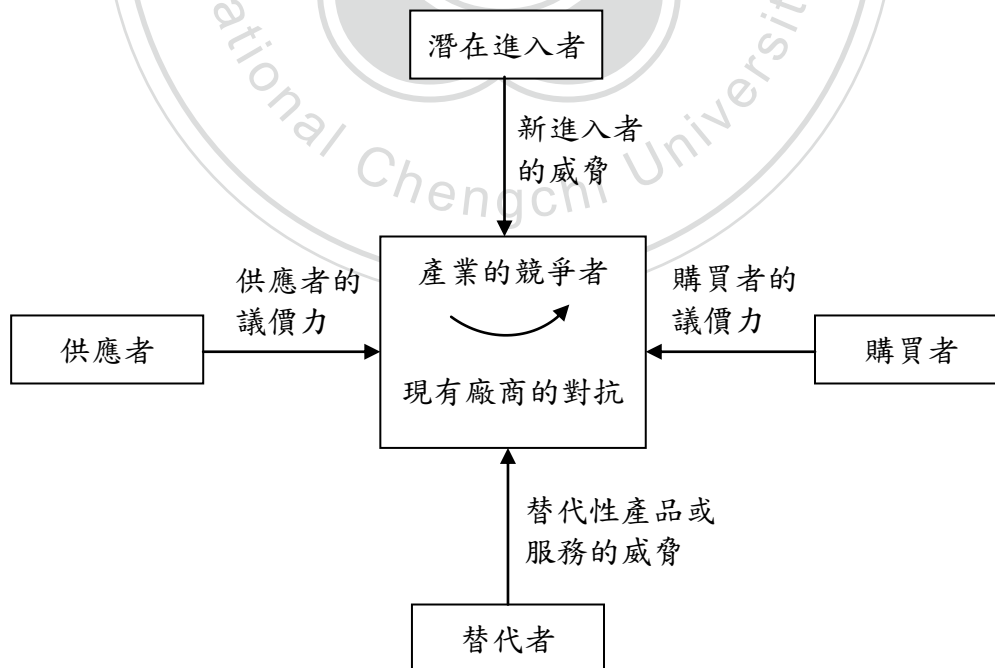 潛在進入者
新進入者
的威脅
ational Chengchi Universit
供應者的
議價力
產業的競爭者
購買者的
議價力
供應者
購買者
現有廠商的對抗
替代性產品或
服務的威脅
替代者